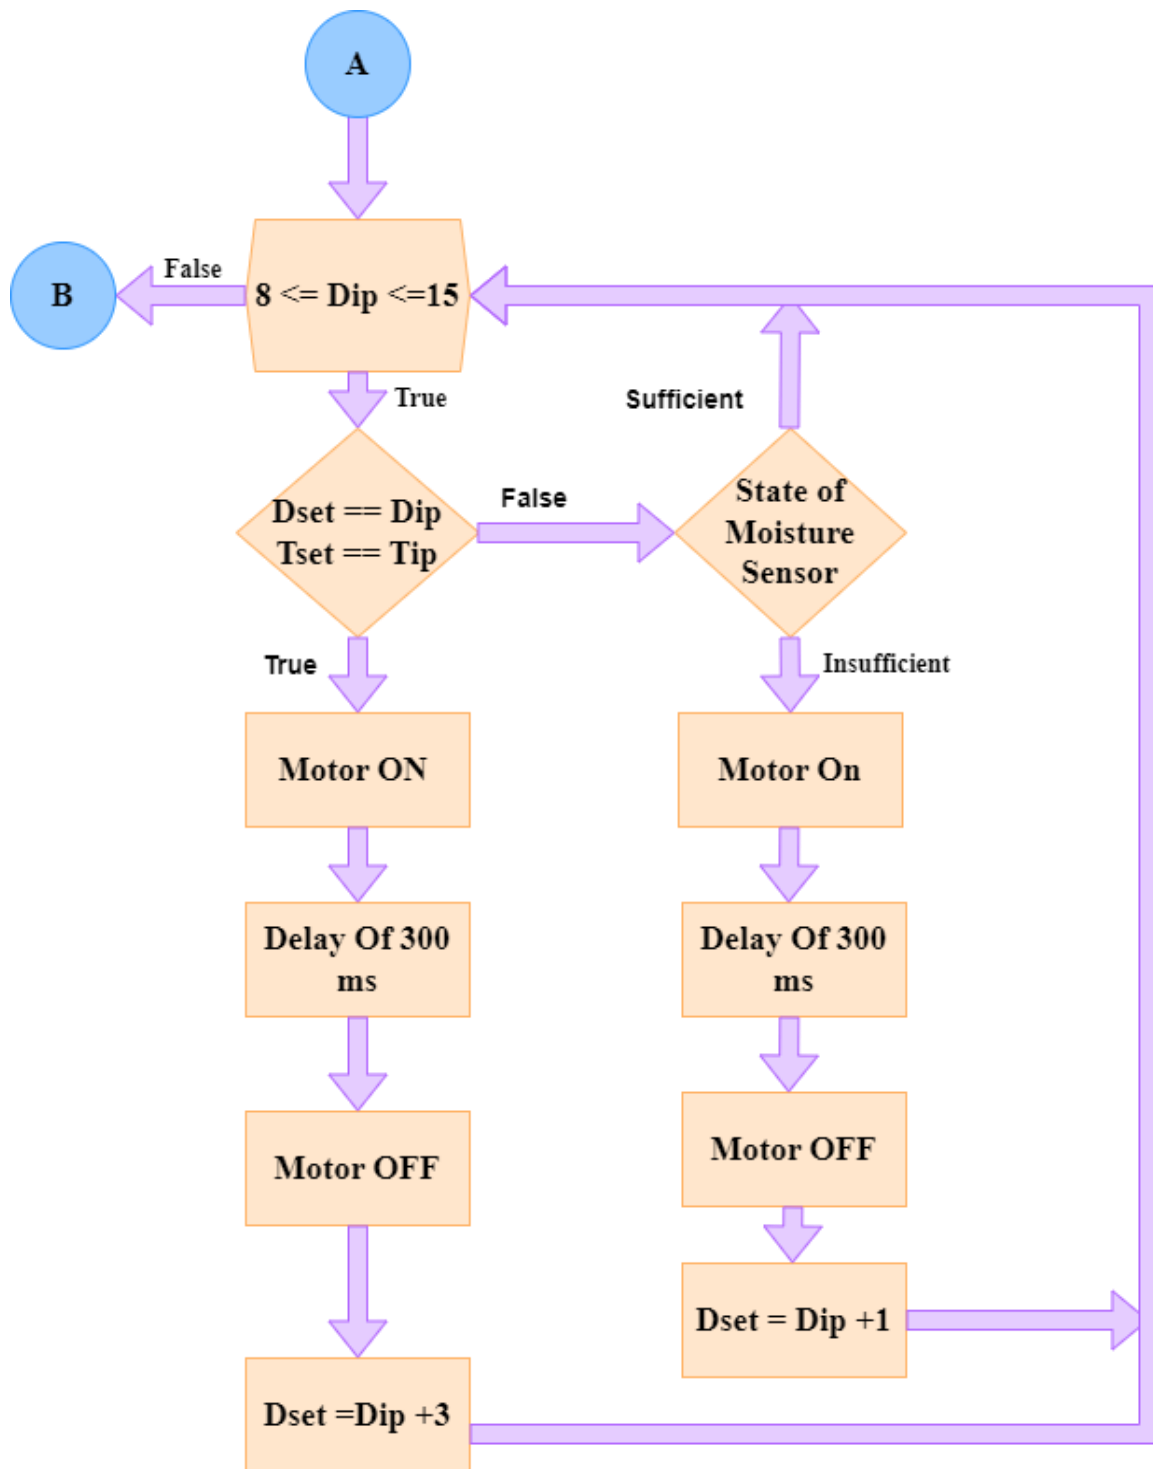 A
False
B
8 <= Dip <=15
True
Sufficient
Dset == Dip
Tset == Tip
False
State of
Moisture
Sensor
True
Insufficient
Motor ON
Motor On
Delay Of 300
ms
Delay Of 300
ms
Motor OFF
Motor OFF
Dset = Dip +1
Dset =Dip +3